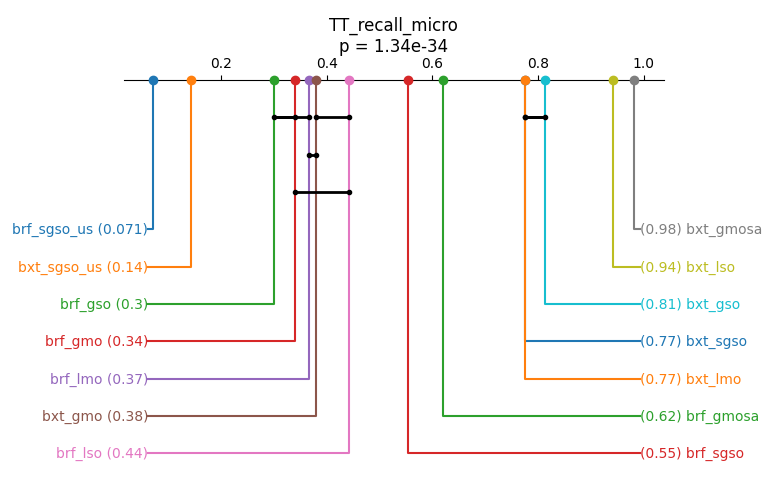 TT_recall_micro
p = 1.34e-34
0.2 0.4 0.6 0.8 1.0
brf_sgso_us (0.071) (0.98) bxt_gmosa
bxt_sgso_us (0.14) (0.94) bxt_lso
brf_gso (0.3) (0.81) bxt_gso
brf_gmo (0.34) (0.77) bxt_sgso
brf_lmo (0.37) (0.77) bxt_lmo
bxt_gmo (0.38) (0.62) brf_gmosa
brf_lso (0.44) (0.55) brf_sgso